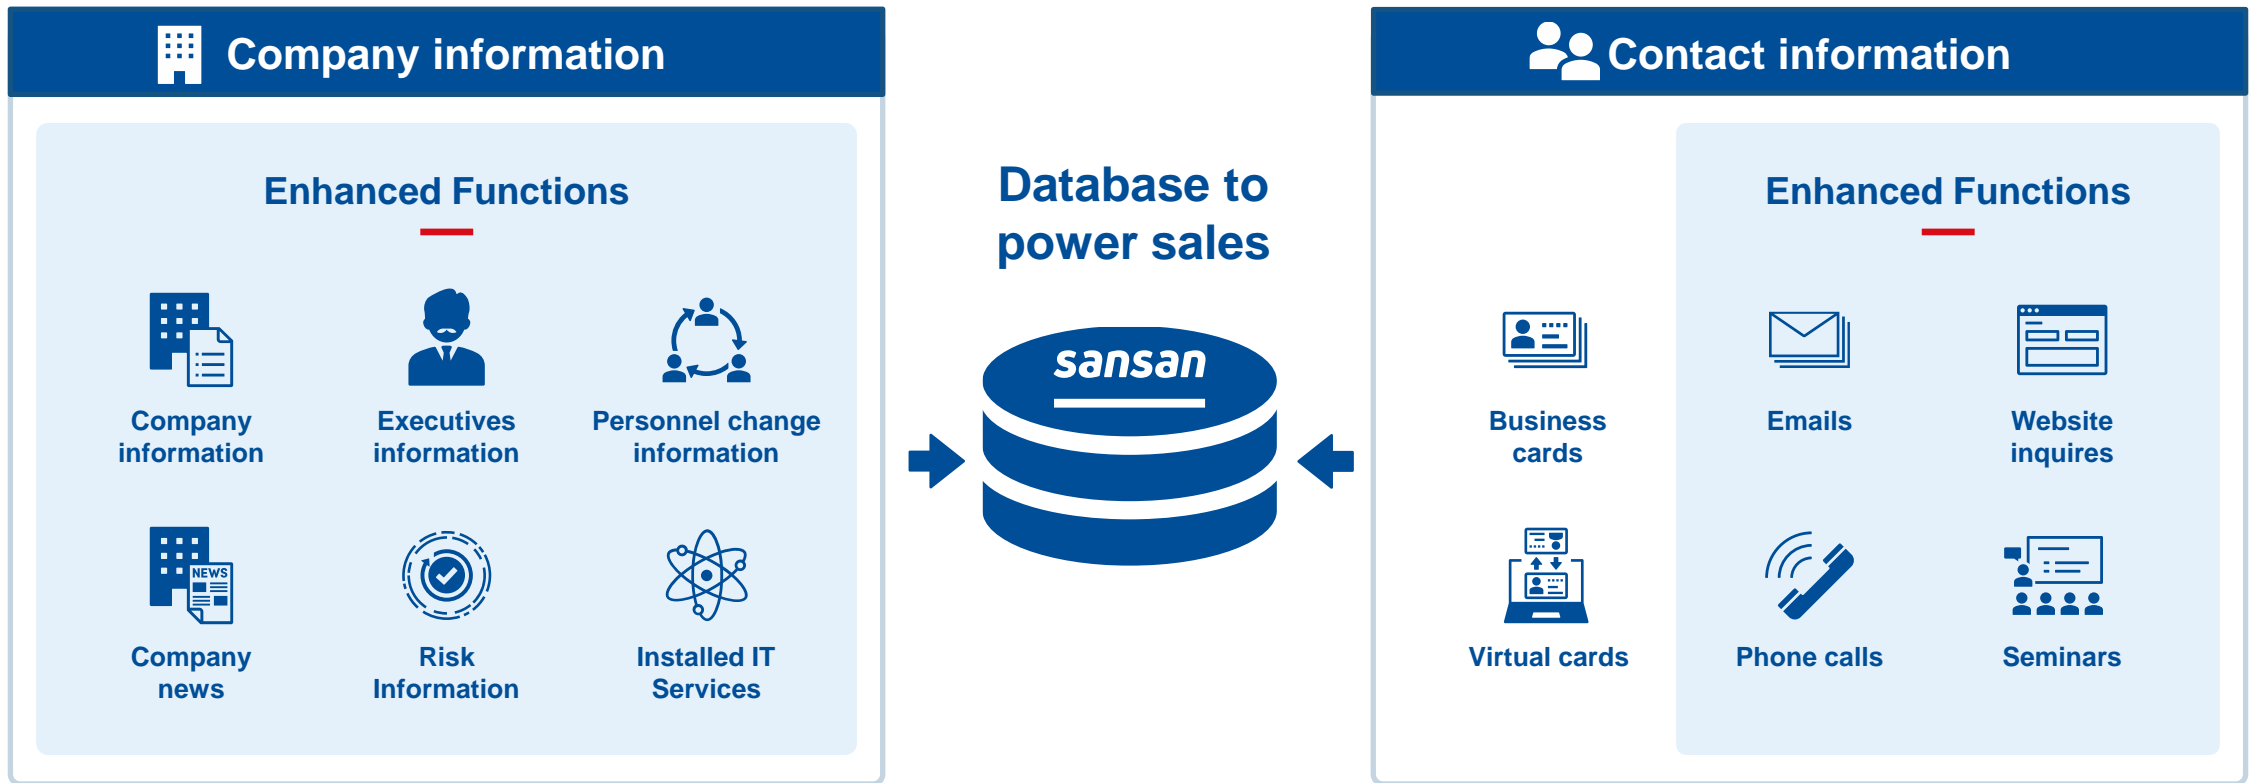 Company information
Enhanced Functions
Company
information
Executives
information
Personnel change
information
NEWS
Company
news
Risk
Information
Installed IT
Services
Database to
power sales
sansan
Contact information
Business
cards
Virtual cards
Enhanced Functions
Emails
Website
inquires
Phone calls
Seminars